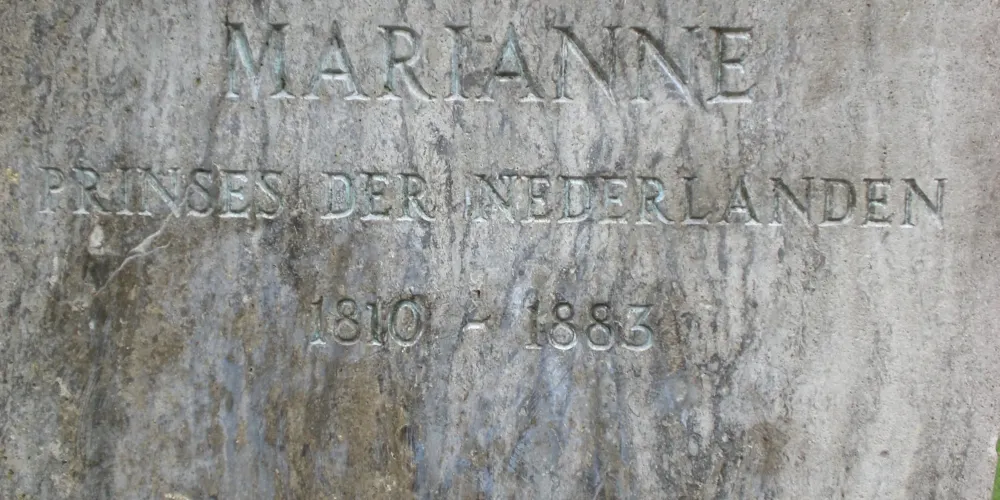 MARIANNE
PRINSES DER NEDERLANDEN
1810 - 1883